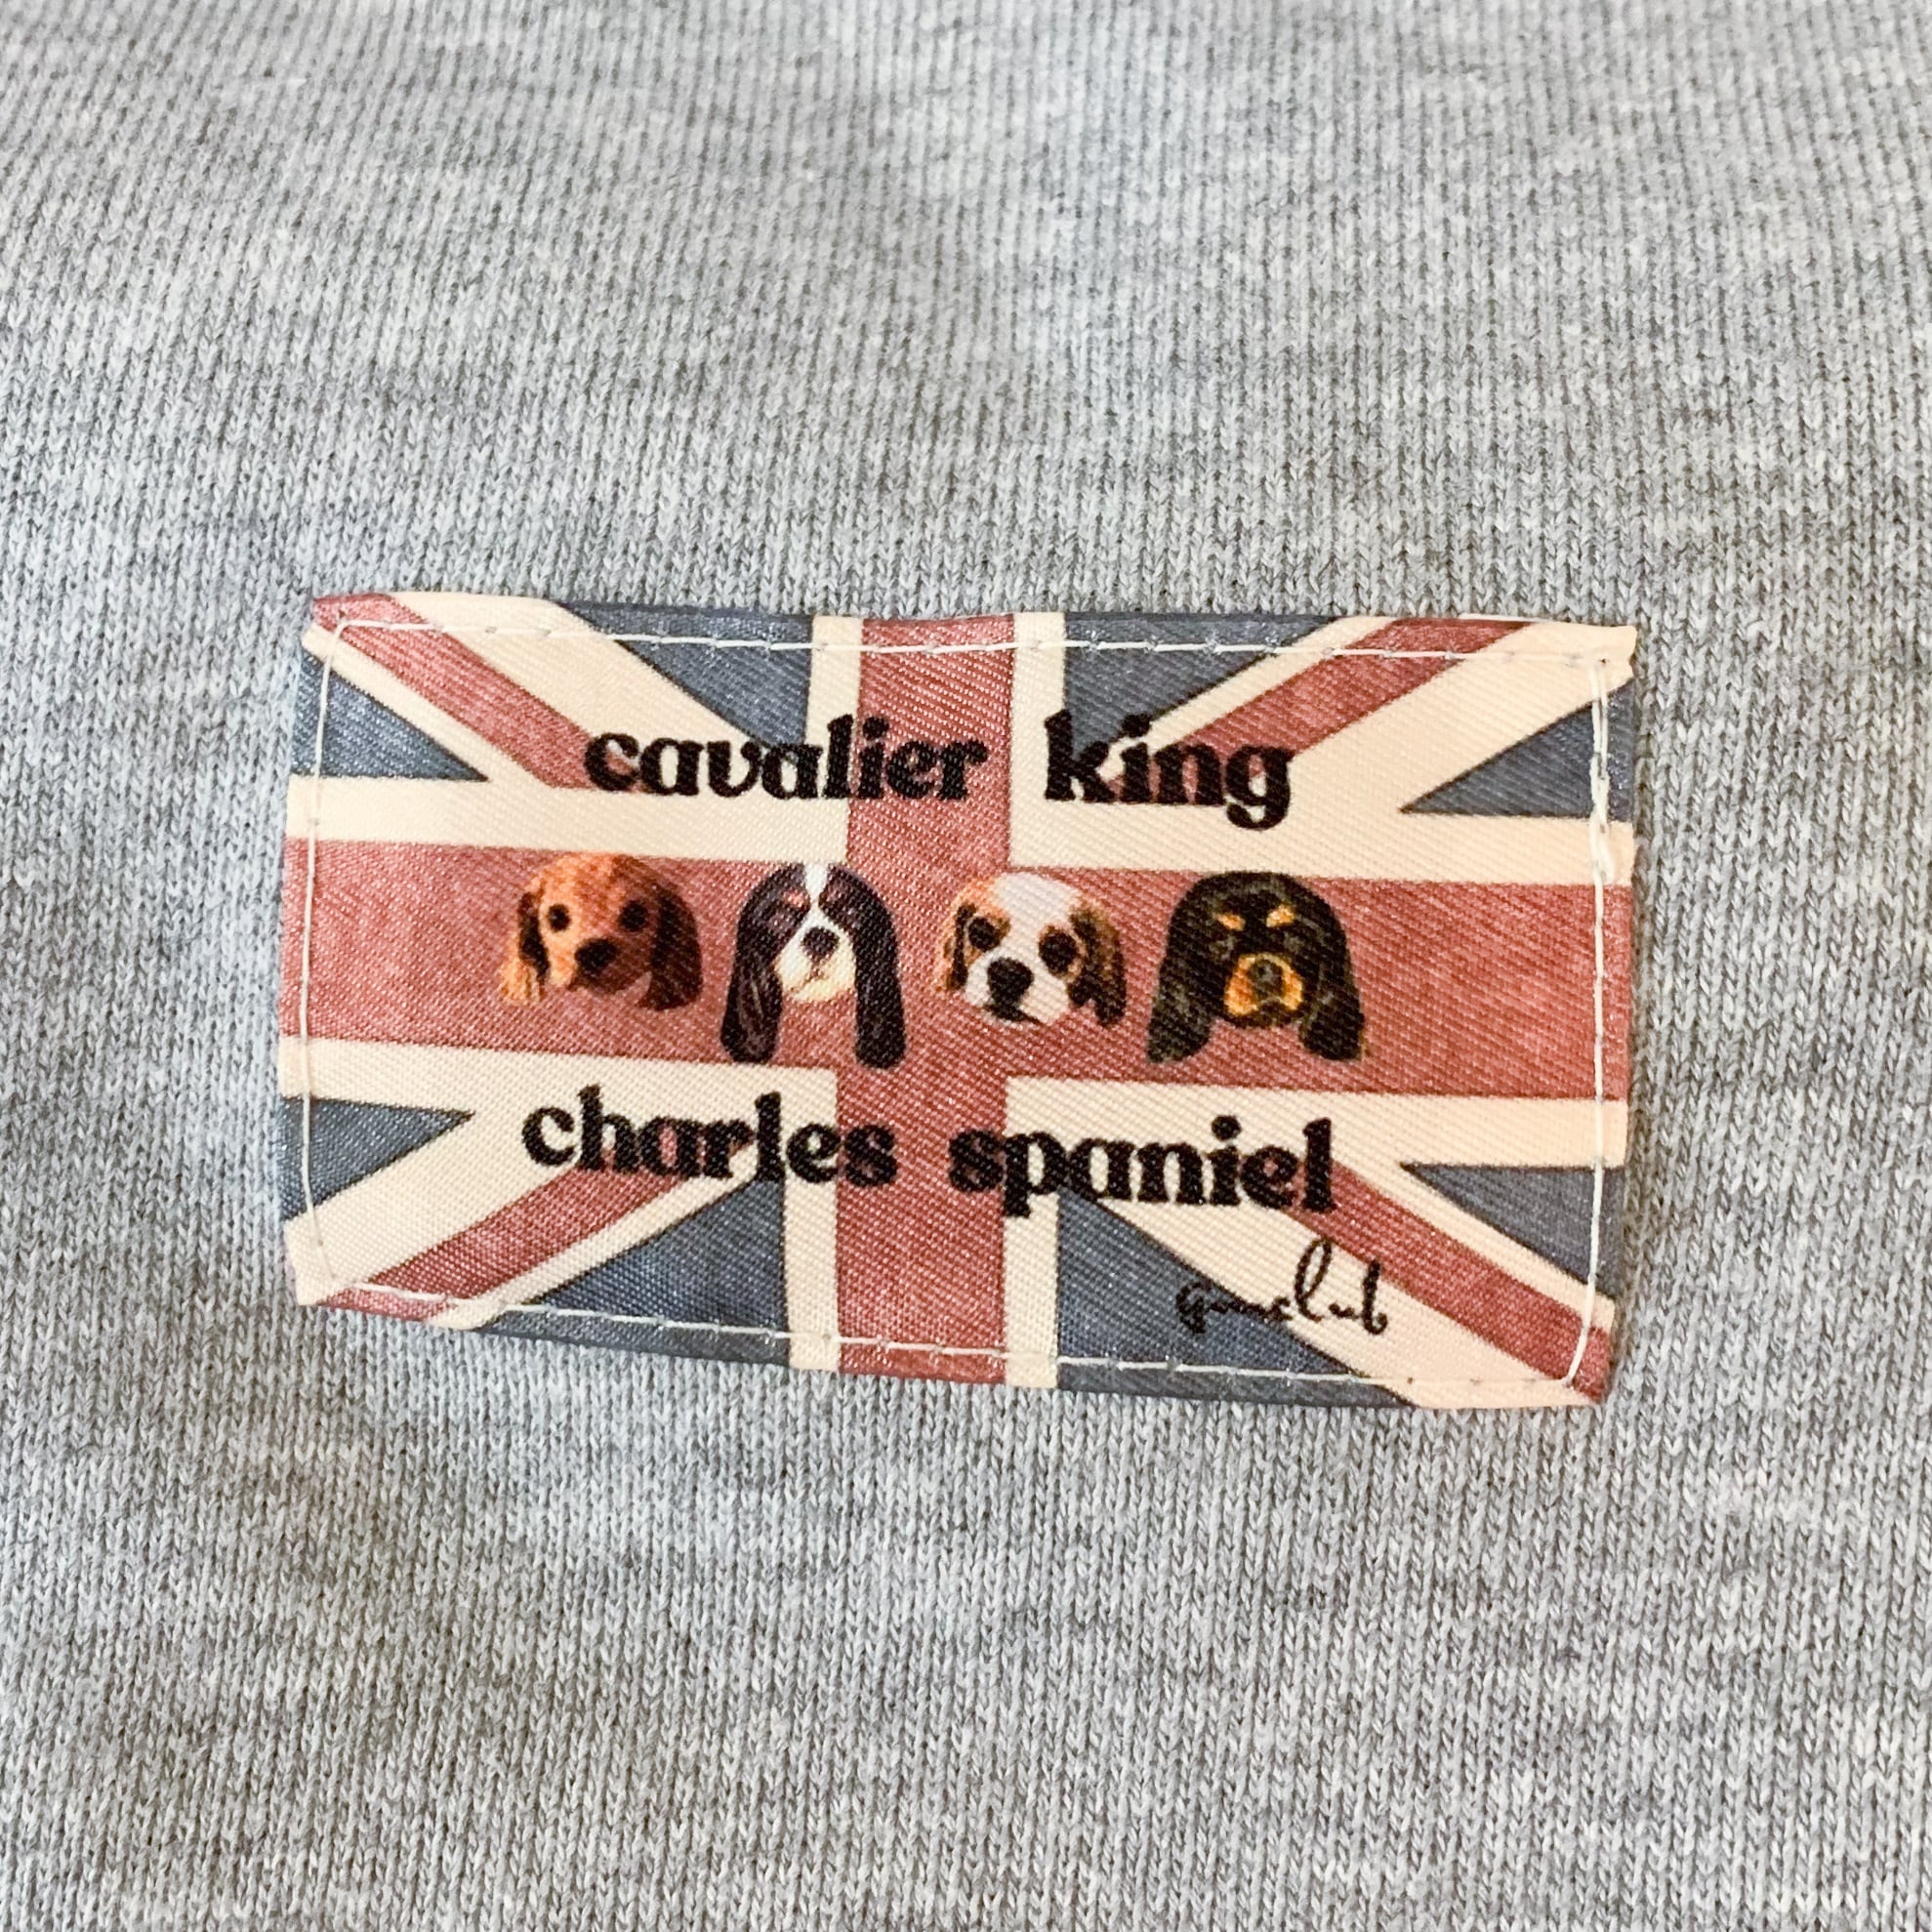 cavalier king
charles spaniel